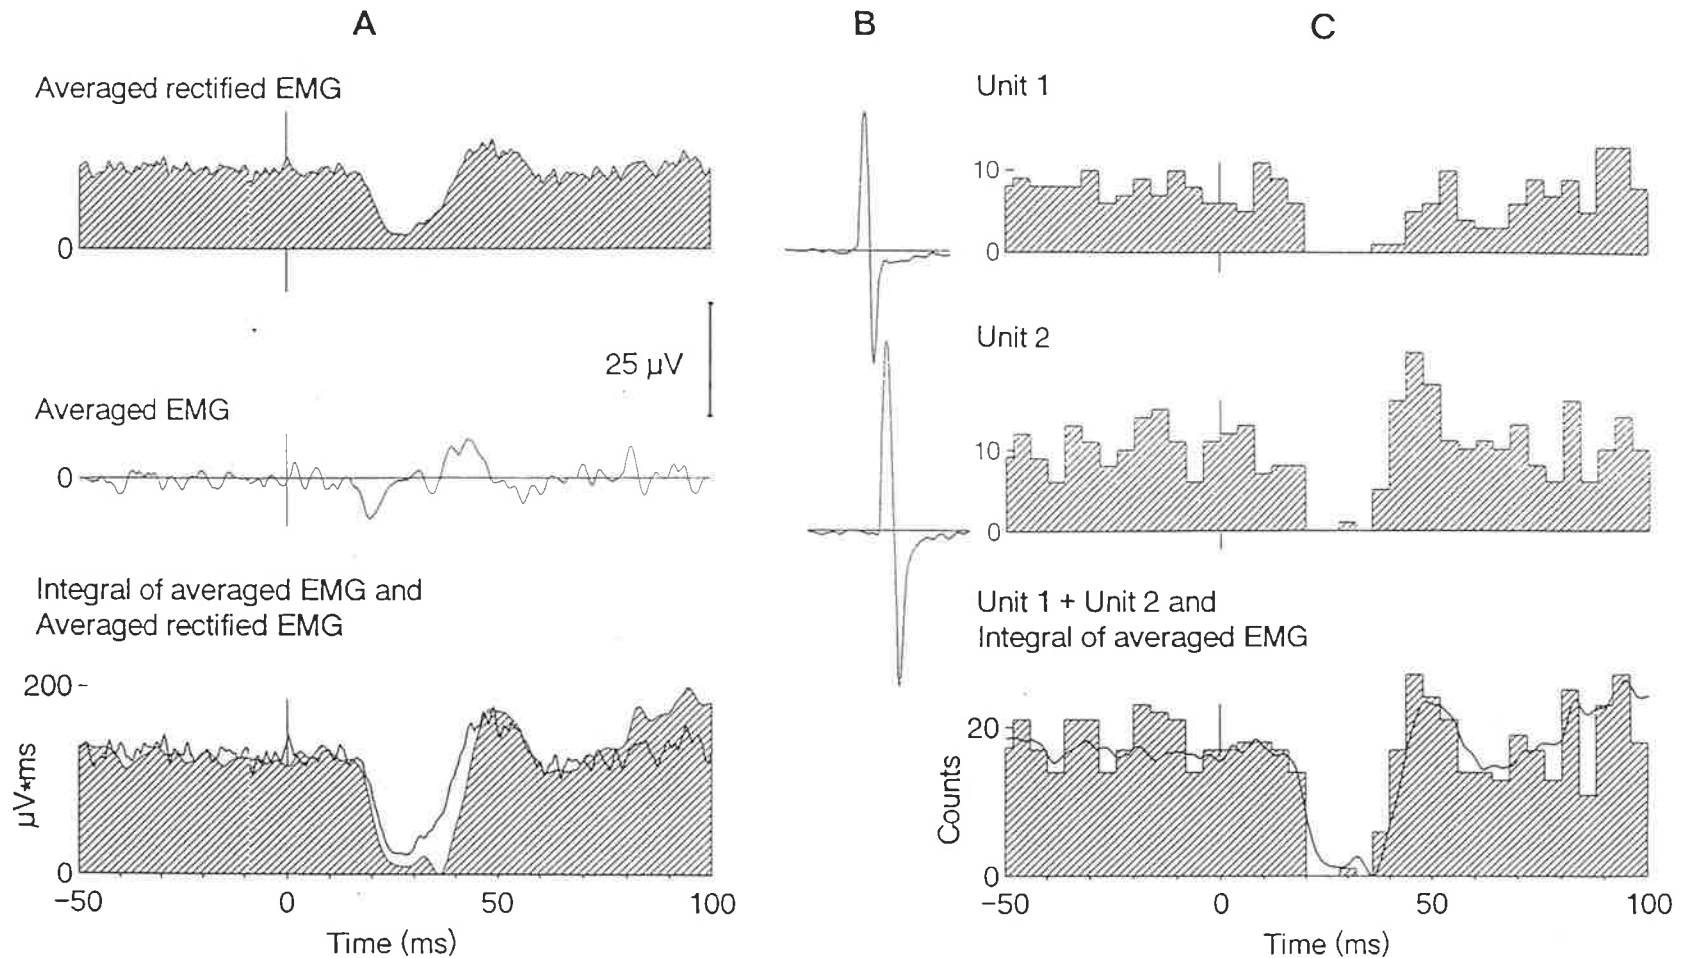 A
Averaged rectified EMG
0
25 µV
Averaged EMG
0
Integral of averaged EMG and
Averaged rectified EMG
200
µV*ms
0
-50 0 50 100
Time (ms)
B
C
Unit 1
10
0
Unit 2
10
0
Unit 1 + Unit 2 and
Integral of averaged EMG
20
Counts
0
-50 0 50 100
Time (ms)